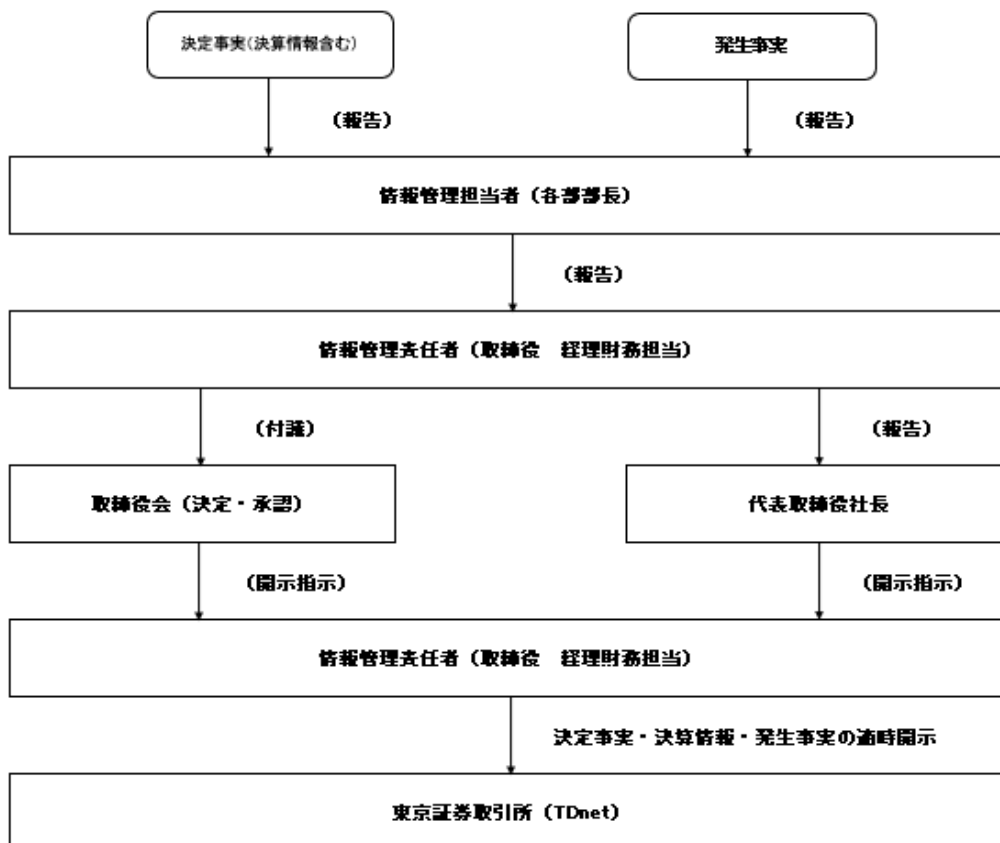 決定事実(決算情報含む)
発生事実
(報告)
(報告)
情報管理担当者（各部部長）
(報告)
情報管理責任者（取締役　経理財務担当）
(付議)
(報告)
取締役会（決定・承認）
代表取締役社長
(開示指示)
(開示指示)
情報管理責任者（取締役　経理財務担当）
決定事実・決算情報・発生事実の適時開示
東京証券取引所（TDnet）